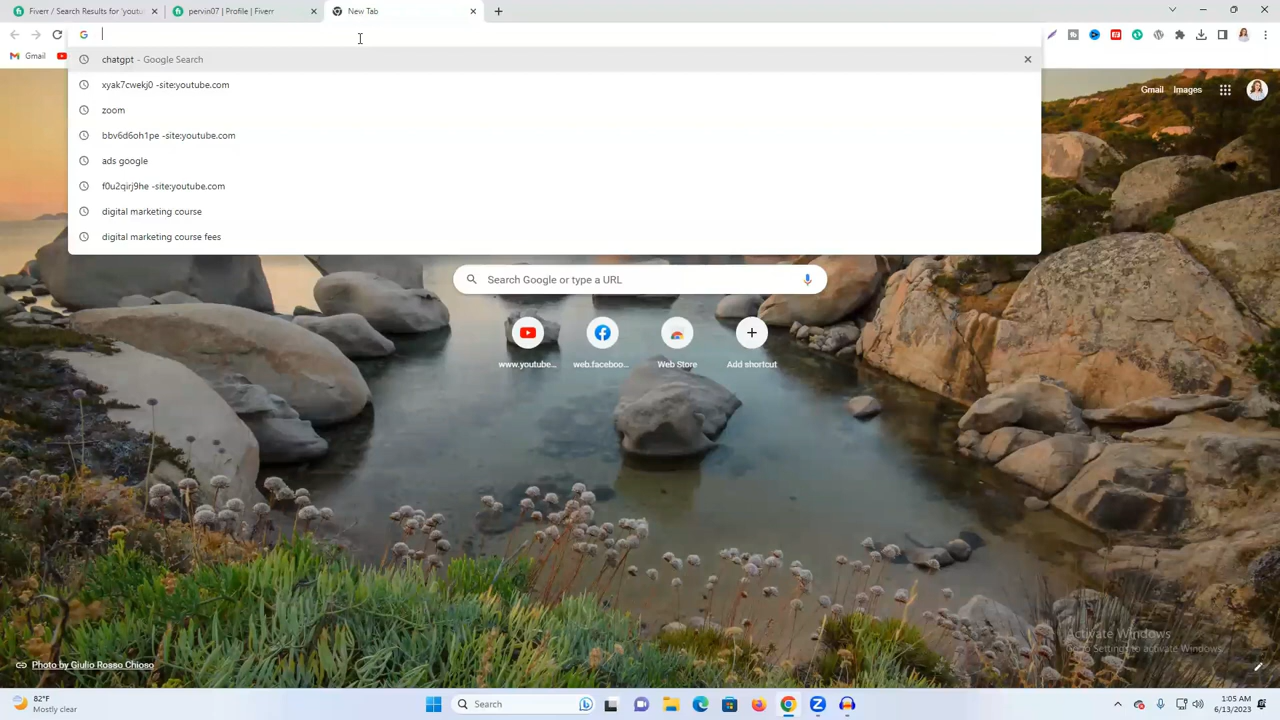 Fiverr / Search Results for 'youtu
pervin07 | Profile | Fiverr
New Tab
Gmail
chatgpt - Google Search
xyak7cwekj0 -site:youtube.com
zoom
bbv6d6oh1pe -site:youtube.com
ads google
f0u2qirj9he -site:youtube.com
digital marketing course
digital marketing course fees
Gmail
Images
Search Google or type a URL
www.youtube...
web.faceboo...
Web Store
Add shortcut
Activate Windows
Go to Settings to activate Windows.
Photo by Giulio Rosso Chioso
82°F
Mostly clear
Search
1:05 AM
6/13/2023